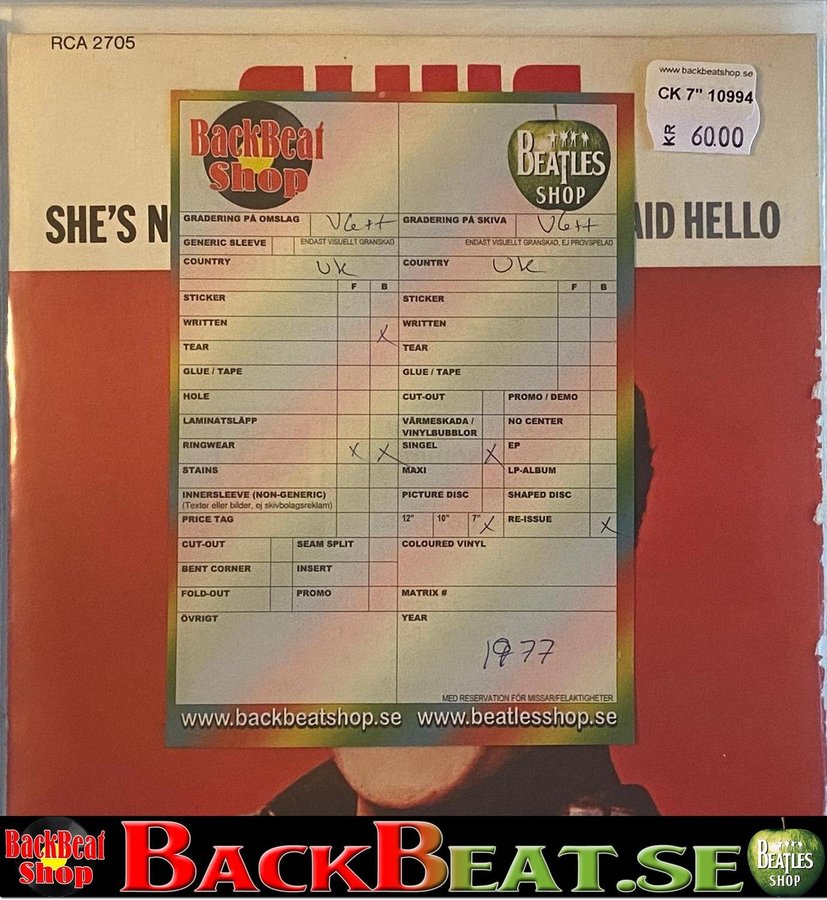 RCA 2705
www.backbeatshop.se
CK 7" 10994
KR 60.00
SHE'S N
AID HELLO
BackBeat Shop
BEATLES SHOP
GRADERING PÅ OMSLAG VG++
GRADERING PÅ SKIVA VG++
GENERIC SLEEVE ENDAST VISUELLT GRANSKAD
ENDAST VISUELLT GRANSKAD, EJ PROVSPELAD
COUNTRY UK
COUNTRY UK
F B
F B
STICKER
STICKER
WRITTEN X
WRITTEN
TEAR
TEAR
GLUE / TAPE
GLUE / TAPE
HOLE
CUT-OUT PROMO / DEMO
LAMINATSLÄPP
VÄRMESKADA / VINYLBUBBLOR NO CENTER
RINGWEAR X X
SINGEL X EP
STAINS
MAXI LP-ALBUM
INNERSLEEVE (NON-GENERIC)
(Texter eller bilder, ej skivbolagsreklam)
PICTURE DISC SHAPED DISC
PRICE TAG
12" 10" 7" X RE-ISSUE X
CUT-OUT SEAM SPLIT
COLOURED VINYL
BENT CORNER INSERT
FOLD-OUT PROMO
MATRIX #
ÖVRIGT
YEAR
1977
MED RESERVATION FÖR MISSAR/FELAKTIGHETER
www.backbeatshop.se www.beatlesshop.se
BackBeat Shop
BACKBEAT.SE
BEATLES SHOP